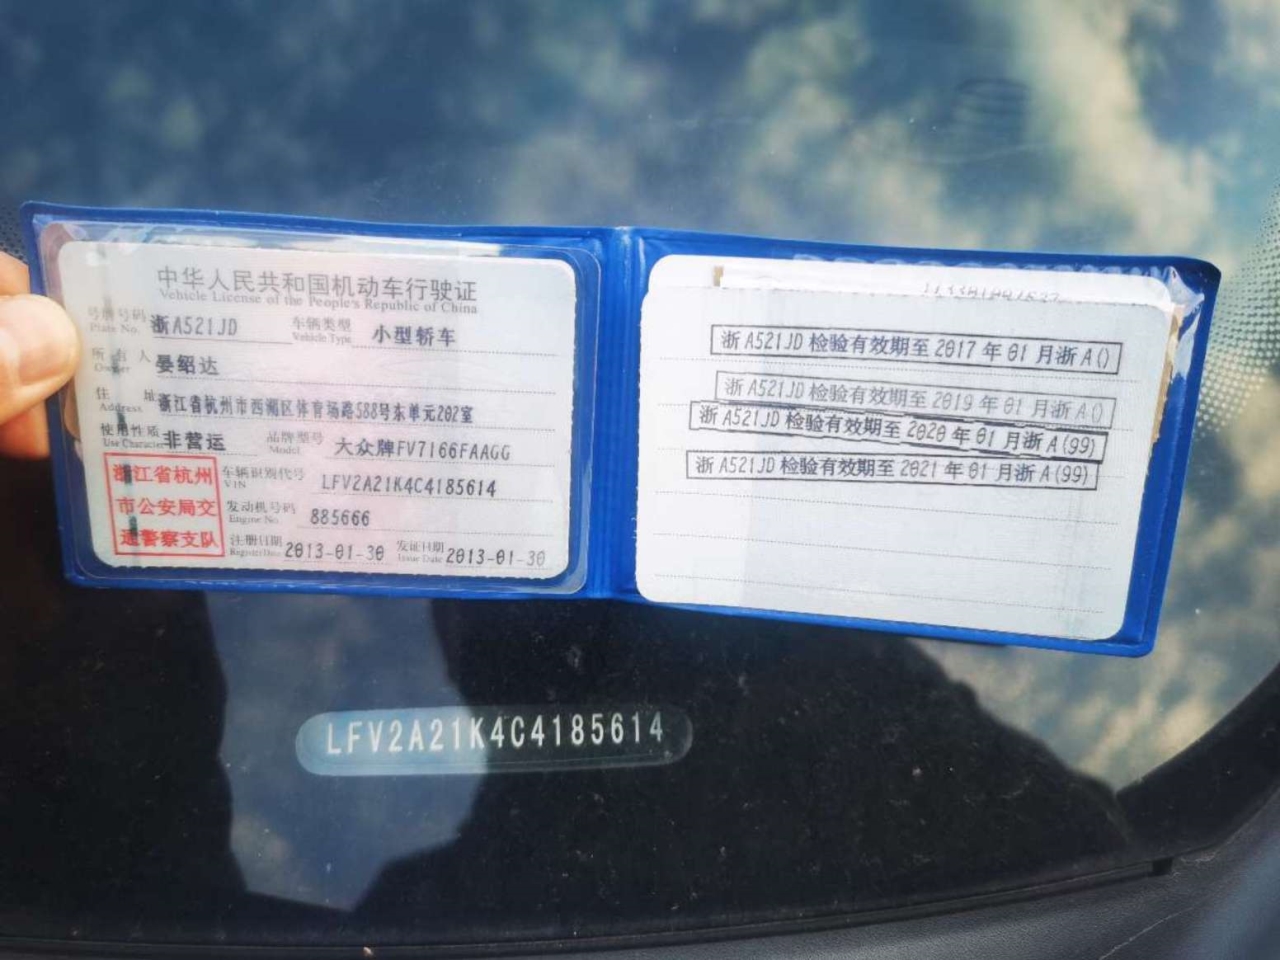 中华人民共和国机动车行驶证
Vehicle License of the People's Republic of China
号牌号码 浙A521JD 车辆类型 小型轿车
Plate No. Vehicle Type
所有人 晏绍达
Owner
住址 浙江省杭州市西湖区体育场路588号东单元202室
Address
使用性质 非营运 品牌型号 大众牌FV7166FAAGG
Use Character Model
浙江省杭州
市公安局交
通警察支队
车辆识别代号 LFV2A21K4C4185614
VIN
发动机号码 885666
Engine No.
注册日期 2013-01-30 发证日期 2013-01-30
Register Date Issue Date
浙A521JD检验有效期至2017年01月浙A()
浙A521JD检验有效期至2019年01月浙A()
浙A521JD检验有效期至2020年01月浙A(99)
浙A521JD检验有效期至2021年01月浙A(99)
LFV2A21K4C4185614